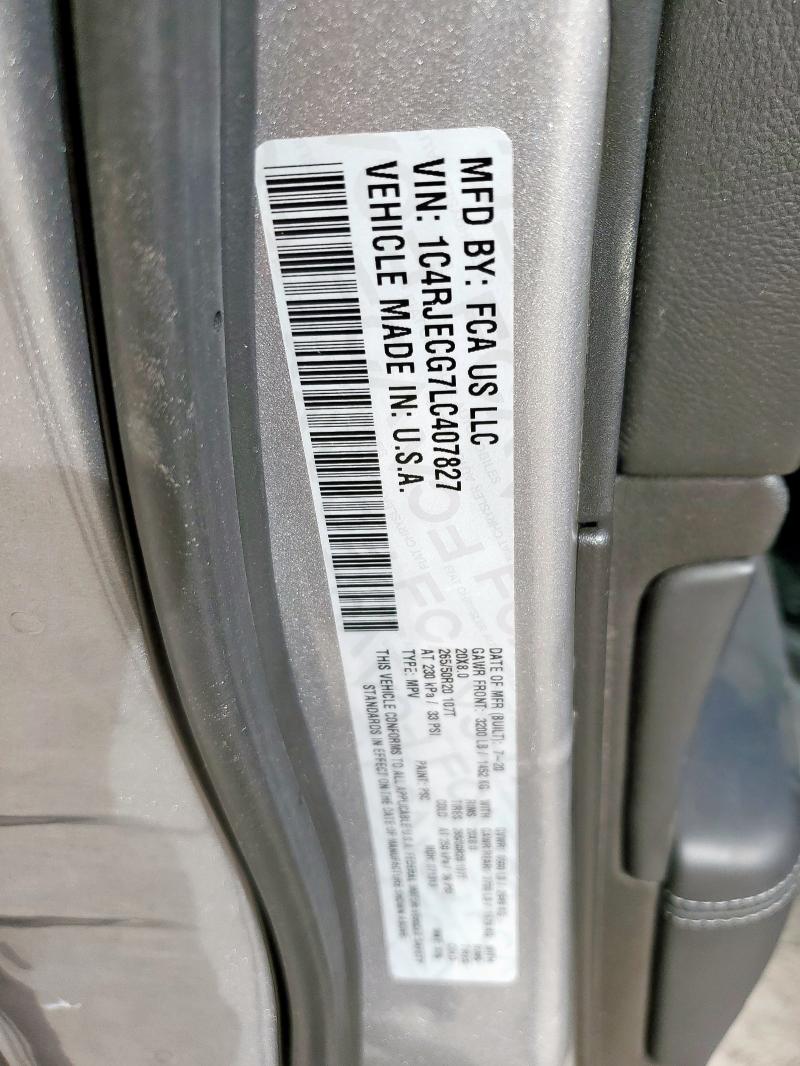 MFD BY: FCA US LLC
VIN: 1C4RJECG7LC407827
VEHICLE MADE IN: U.S.A.
DATE OF MFR (BUILT): 7-20
GAWR FRONT: 3200 LB / 1452 KG WITH
20X8.0
265/50R20 107T
AT 230 kPa / 33 PSI
TYPE: MPV PAINT: PSC
THIS VEHICLE CONFORMS TO ALL APPLICABLE U.S.A. FEDERAL MOTOR VEHICLE SAFETY
STANDARDS IN EFFECT ON THE DATE OF MANUFACTURE SHOWN ABOVE